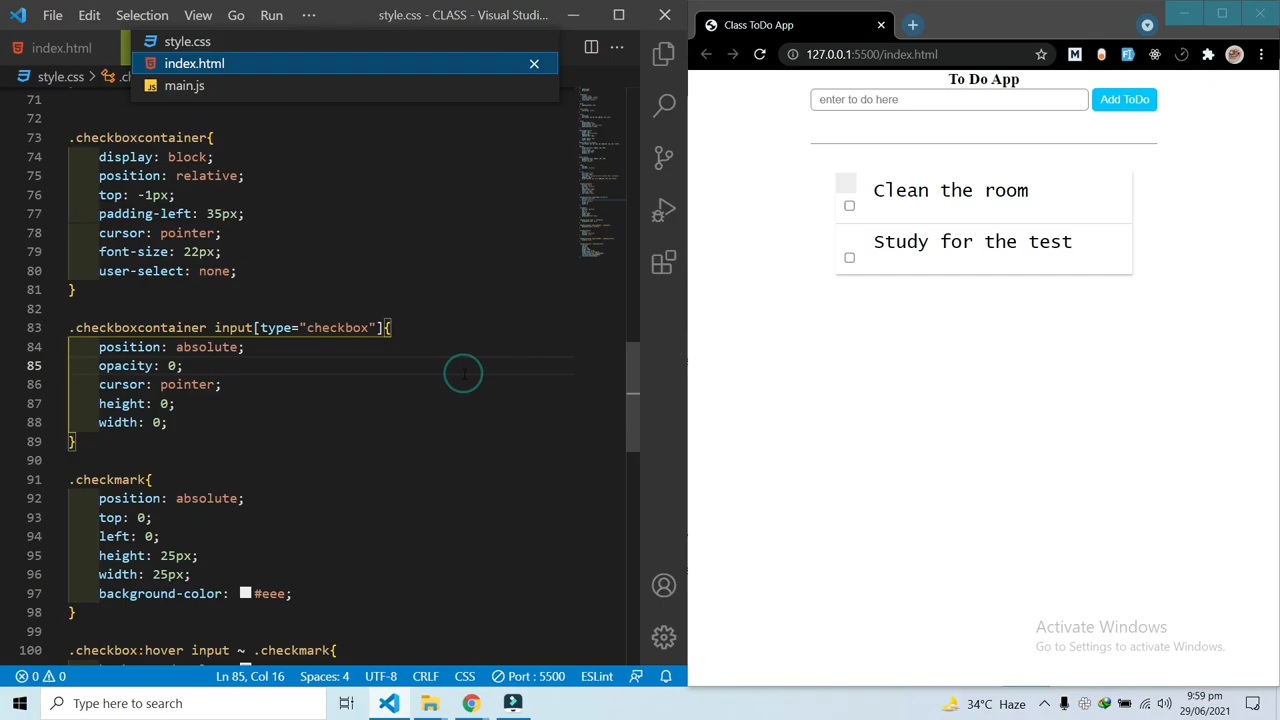 File Edit Selection View Go Run ··· style.css - CLASS - Visual Studi...
index.html
style.css
index.html
main.js
style.css > .cl
71
72
73 .checkboxcontainer{
74 display: block;
75 position: relative;
76 top: -1px;
77 padding-left: 35px;
78 cursor: pointer;
79 font-size: 22px;
80 user-select: none;
81 }
82
83 .checkboxcontainer input[type="checkbox"]{
84 position: absolute;
85 opacity: 0;
86 cursor: pointer;
87 height: 0;
88 width: 0;
89 }
90
91 .checkmark{
92 position: absolute;
93 top: 0;
94 left: 0;
95 height: 25px;
96 width: 25px;
97 background-color: #eee;
98 }
99
100 .checkbox:hover input ~ .checkmark{
0 0 Ln 85, Col 16 Spaces: 4 UTF-8 CRLF CSS Port : 5500 ESLint
Class ToDo App
127.0.0.1:5500/index.html
To Do App
enter to do here
Add ToDo
Clean the room
Study for the test
Activate Windows
Go to Settings to activate Windows.
Type here to search
34°C Haze
9:59 pm
29/06/2021